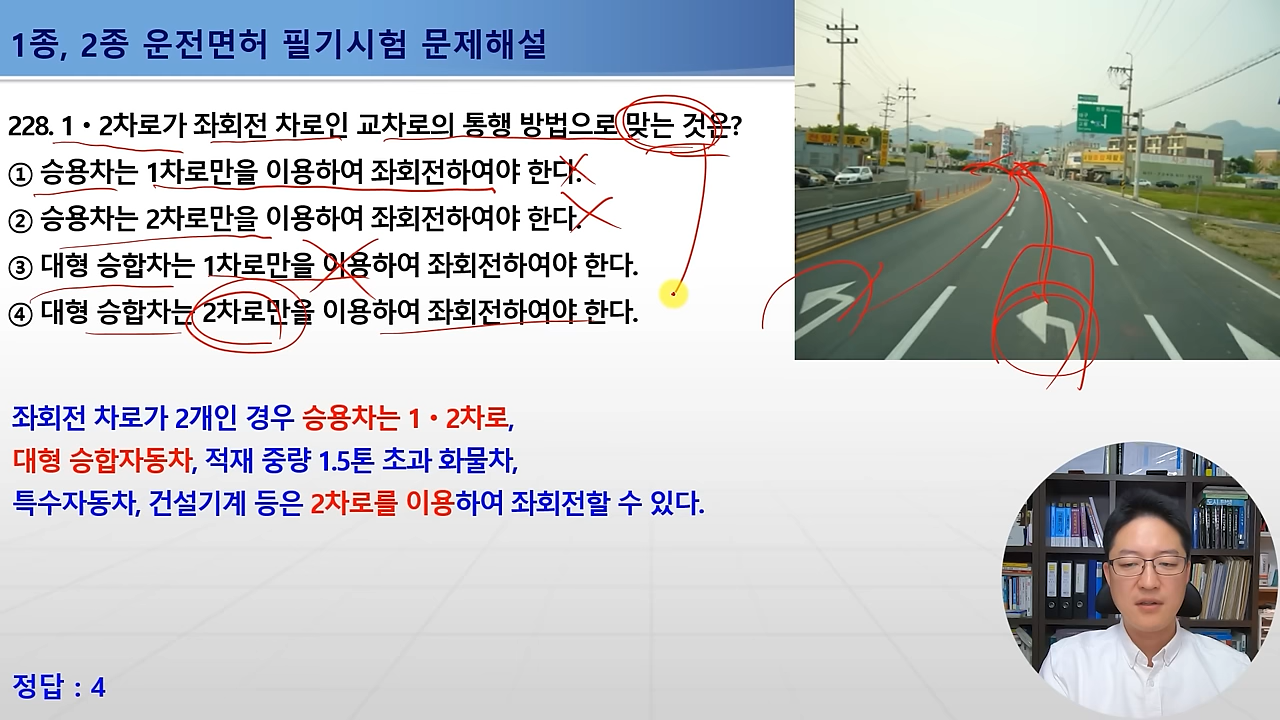 1종, 2종 운전면허 필기시험 문제해설
228. 1·2차로가 좌회전 차로인 교차로의 통행 방법으로 맞는 것은?
① 승용차는 1차로만을 이용하여 좌회전하여야 한다.
② 승용차는 2차로만을 이용하여 좌회전하여야 한다.
③ 대형 승합차는 1차로만을 이용하여 좌회전하여야 한다.
④ 대형 승합차는 2차로만을 이용하여 좌회전하여야 한다.
좌회전 차로가 2개인 경우 승용차는 1·2차로,
대형 승합자동차, 적재 중량 1.5톤 초과 화물차,
특수자동차, 건설기계 등은 2차로를 이용하여 좌회전할 수 있다.
정답 : 4